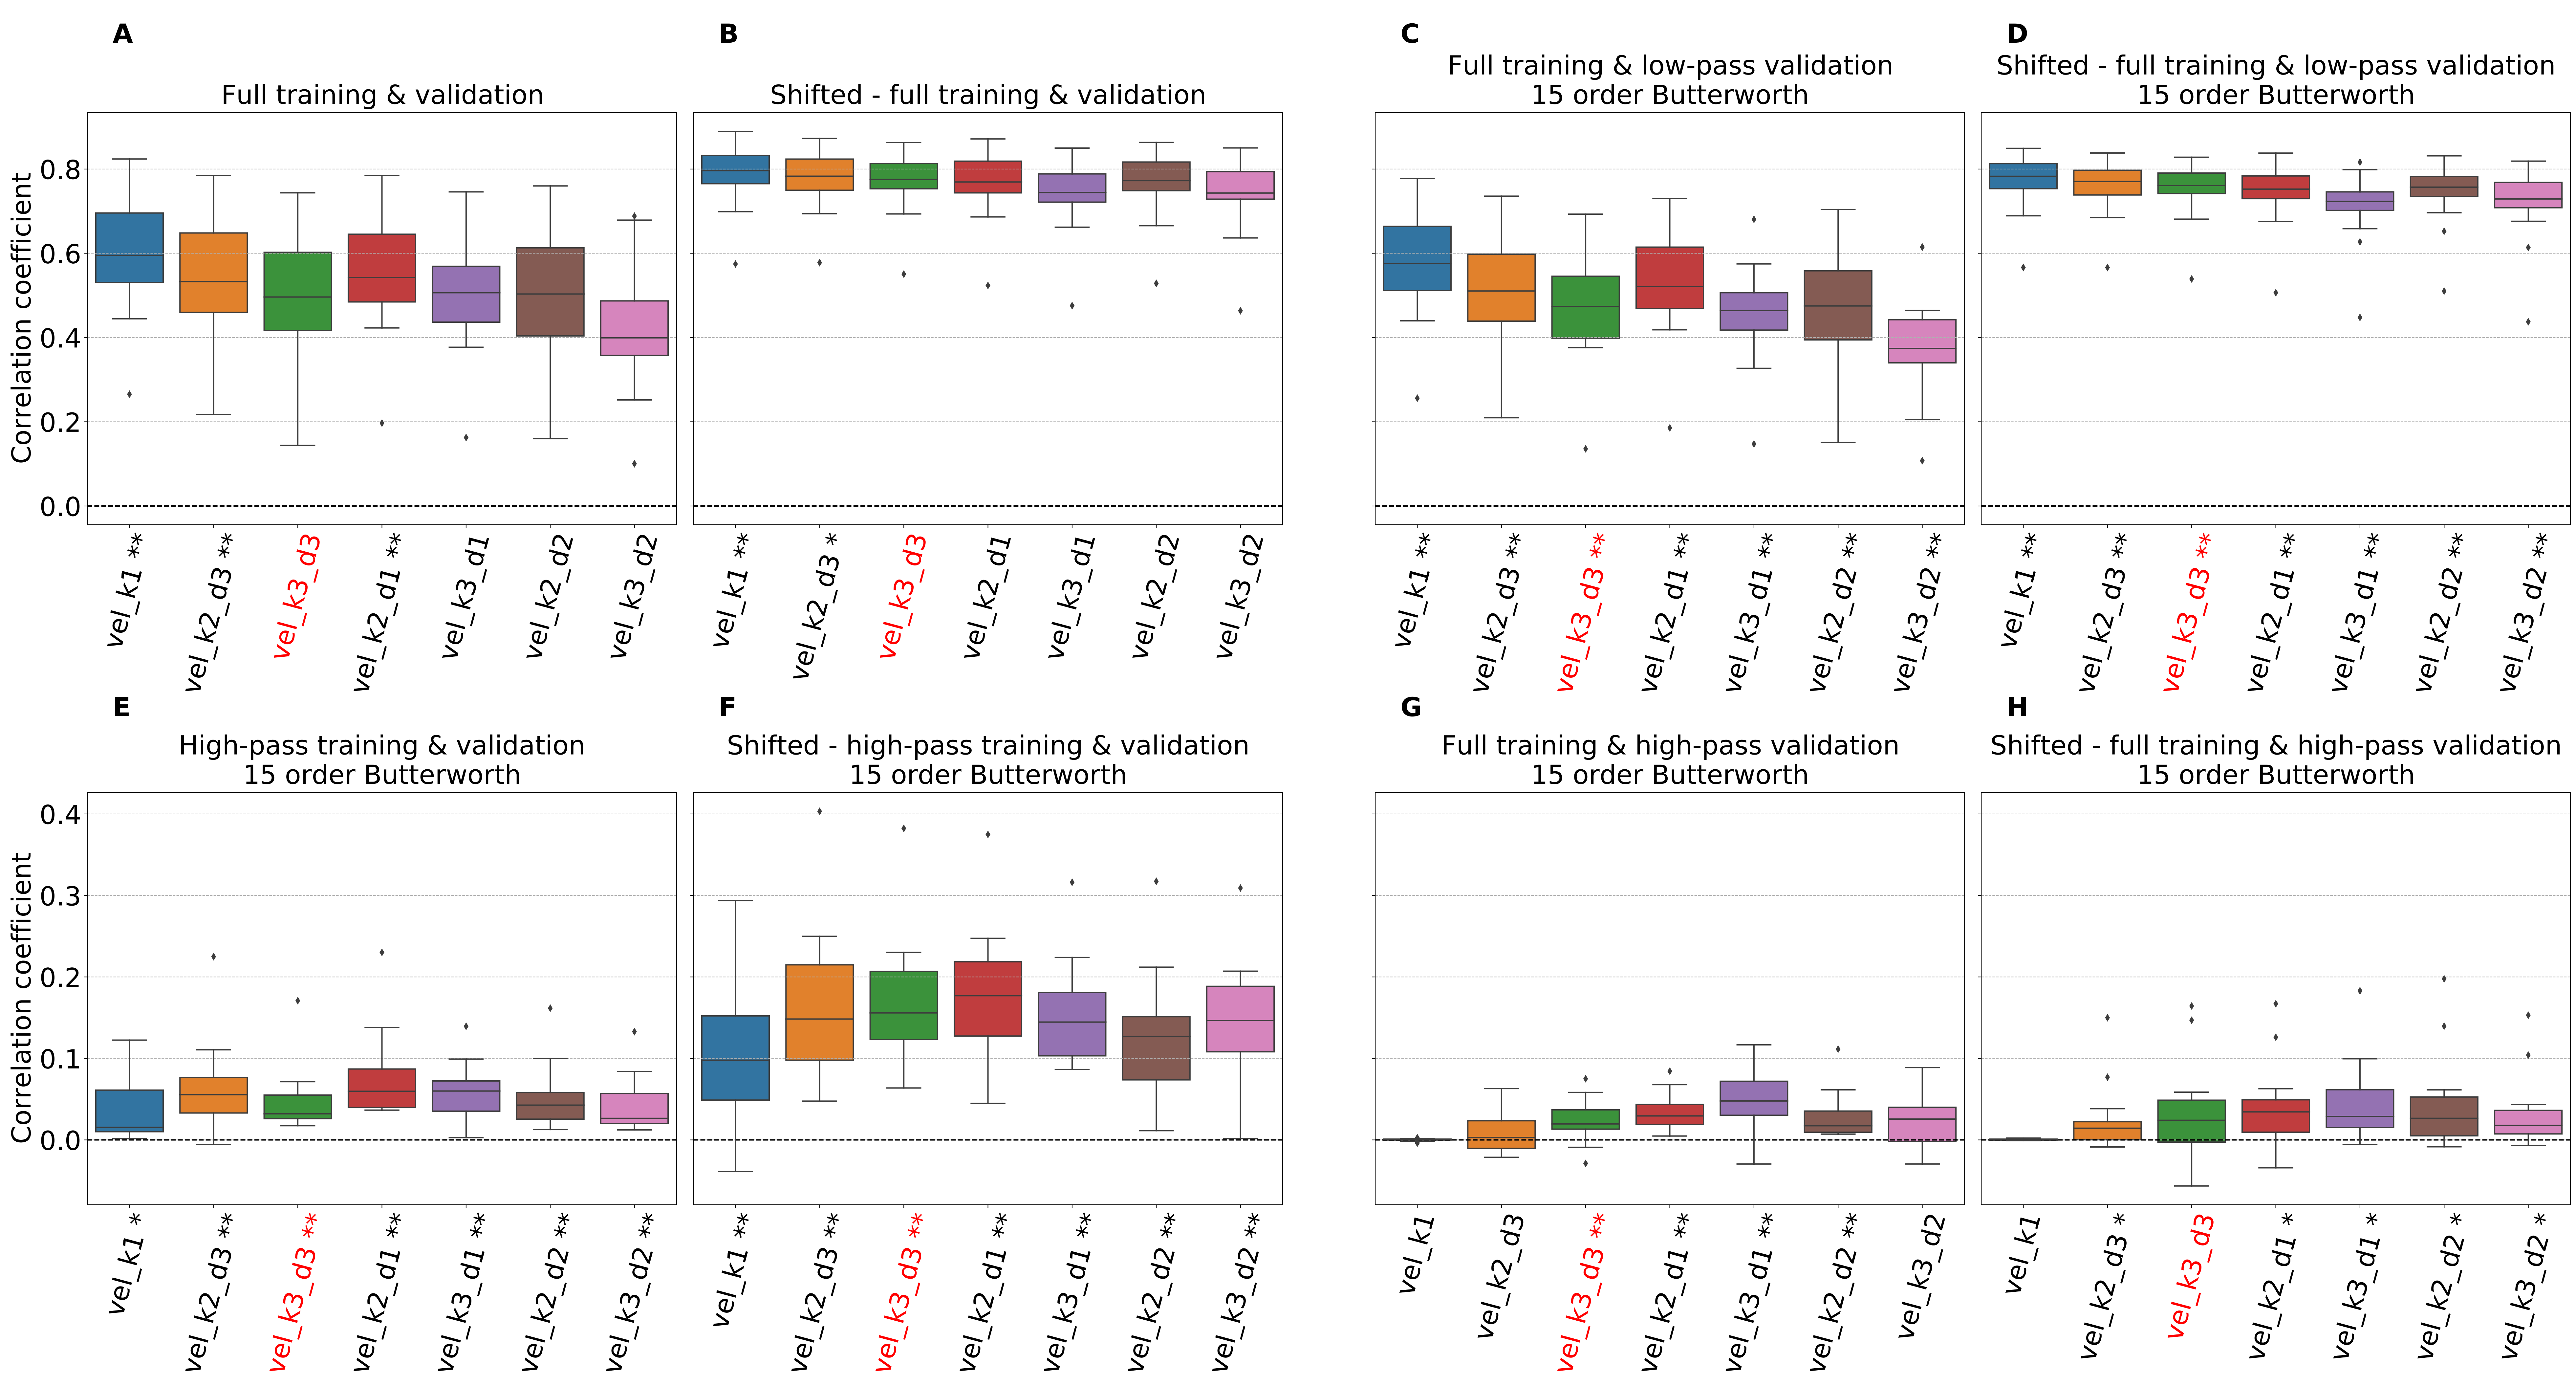 A
B
C
D
Full training & validation
Shifted - full training & validation
Full training & low-pass validation
15 order Butterworth
Shifted - full training & low-pass validation
15 order Butterworth
Correlation coefficient
0.8
0.6
0.4
0.2
0.0
vel_k1 **
vel_k2_d3 **
vel_k3_d3
vel_k2_d1 **
vel_k3_d1
vel_k2_d2
vel_k3_d2
vel_k1 **
vel_k2_d3 *
vel_k3_d3
vel_k2_d1
vel_k3_d1
vel_k2_d2
vel_k3_d2
vel_k1 **
vel_k2_d3 **
vel_k3_d3 **
vel_k2_d1 **
vel_k3_d1 **
vel_k2_d2 **
vel_k3_d2 **
vel_k1 **
vel_k2_d3 **
vel_k3_d3 **
vel_k2_d1 **
vel_k3_d1 **
vel_k2_d2 **
vel_k3_d2 **
E
F
G
H
High-pass training & validation
15 order Butterworth
Shifted - high-pass training & validation
15 order Butterworth
Full training & high-pass validation
15 order Butterworth
Shifted - full training & high-pass validation
15 order Butterworth
Correlation coefficient
0.4
0.3
0.2
0.1
0.0
vel_k1 *
vel_k2_d3 **
vel_k3_d3 **
vel_k2_d1 **
vel_k3_d1 **
vel_k2_d2 **
vel_k3_d2 **
vel_k1 **
vel_k2_d3 **
vel_k3_d3 **
vel_k2_d1 **
vel_k3_d1 **
vel_k2_d2 **
vel_k3_d2 **
vel_k1
vel_k2_d3
vel_k3_d3 **
vel_k2_d1 **
vel_k3_d1 **
vel_k2_d2 **
vel_k3_d2
vel_k1
vel_k2_d3 *
vel_k3_d3
vel_k2_d1 *
vel_k3_d1 *
vel_k2_d2 *
vel_k3_d2 *